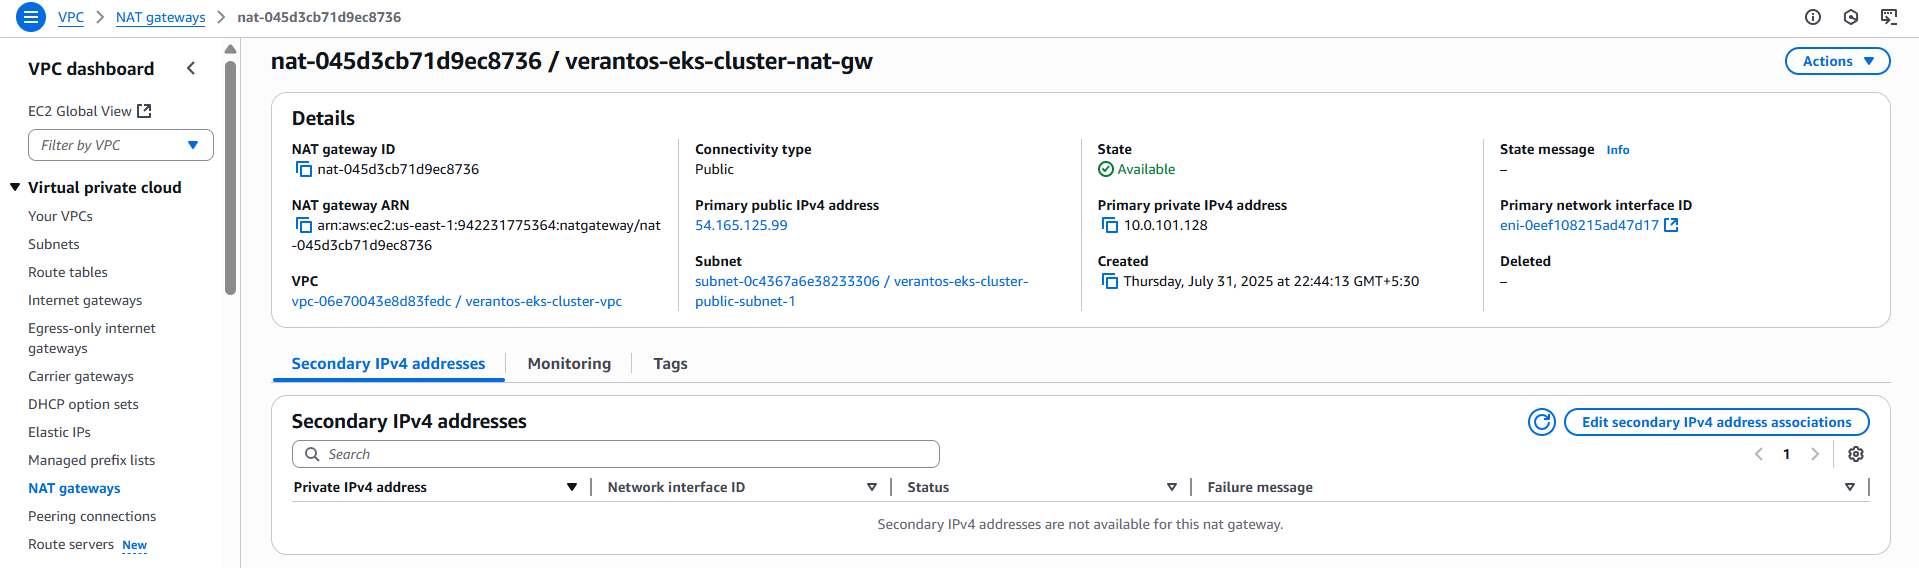 VPC > NAT gateways > nat-045d3cb71d9ec8736
VPC dashboard
EC2 Global View
Filter by VPC
Virtual private cloud
Your VPCs
Subnets
Route tables
Internet gateways
Egress-only internet
gateways
Carrier gateways
DHCP option sets
Elastic IPs
Managed prefix lists
NAT gateways
Peering connections
Route servers New
nat-045d3cb71d9ec8736 / verantos-eks-cluster-nat-gw
Actions
Details
NAT gateway ID
nat-045d3cb71d9ec8736
Connectivity type
Public
State
Available
State message Info
–
NAT gateway ARN
arn:aws:ec2:us-east-1:942231775364:natgateway/nat
-045d3cb71d9ec8736
Primary public IPv4 address
54.165.125.99
Primary private IPv4 address
10.0.101.128
Primary network interface ID
eni-0eef108215ad47d17
VPC
vpc-06e70043e8d83fedc / verantos-eks-cluster-vpc
Subnet
subnet-0c4367a6e38233306 / verantos-eks-cluster-
public-subnet-1
Created
Thursday, July 31, 2025 at 22:44:13 GMT+5:30
Deleted
–
Secondary IPv4 addresses
Monitoring
Tags
Secondary IPv4 addresses
Edit secondary IPv4 address associations
Search
1
Private IPv4 address
Network interface ID
Status
Failure message
Secondary IPv4 addresses are not available for this nat gateway.